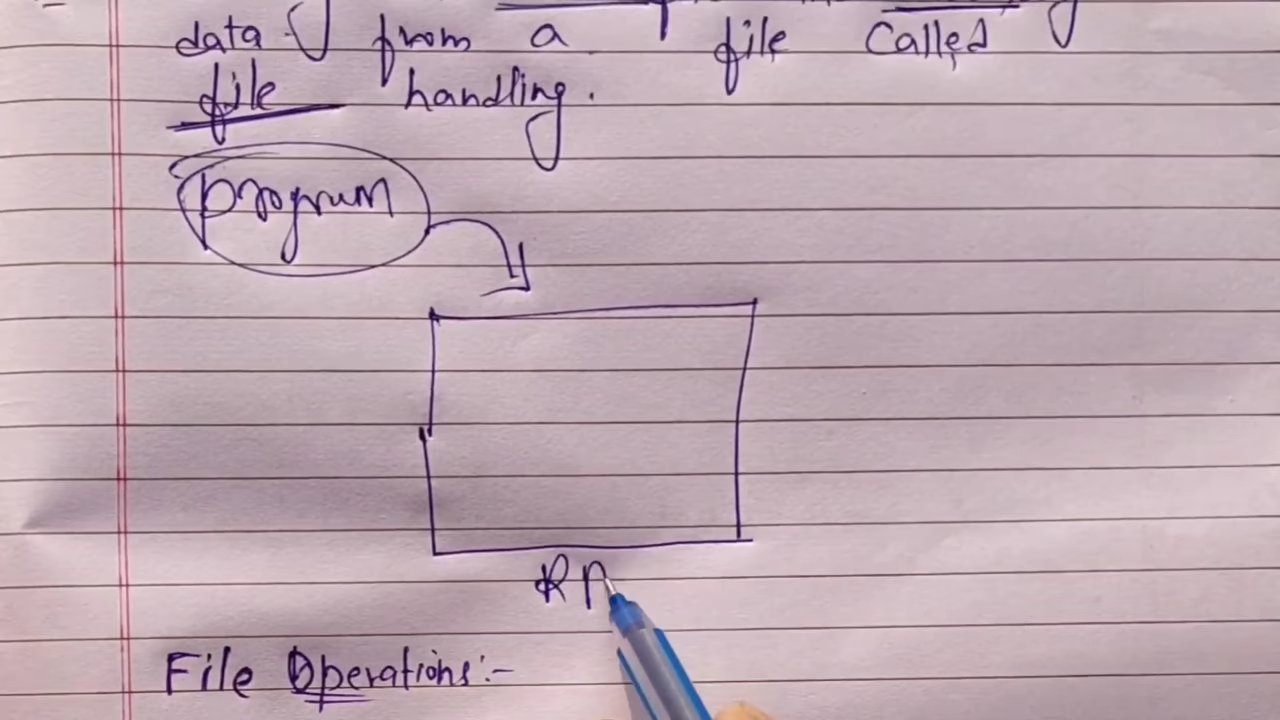 data from a file called
file handling.
program
RA
File Operations:-